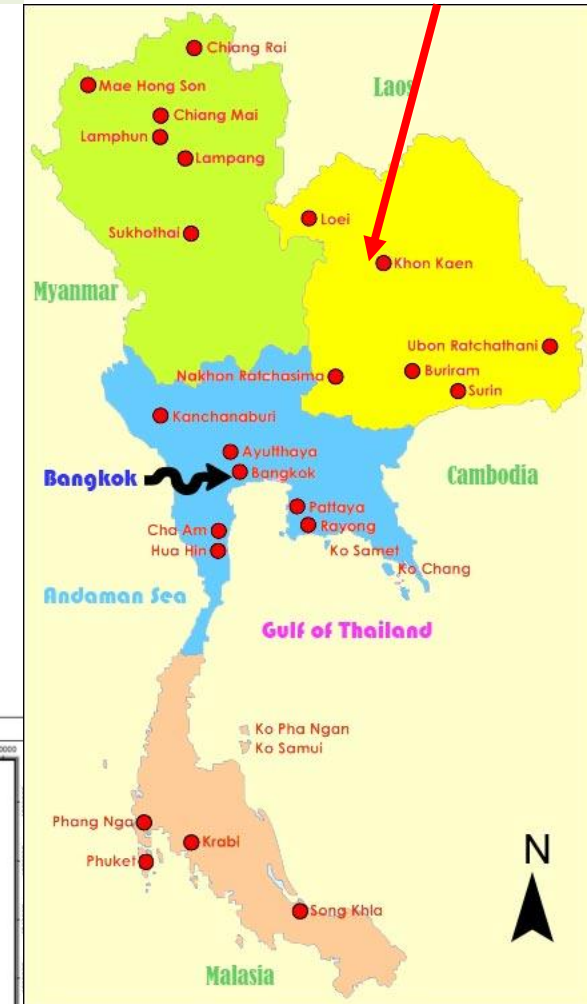 Chiang Rai
Laos
Mae Hong Son
Chiang Mai
Lamphun
Lampang
Loei
Sukhothai
Khon Kaen
Myanmar
Ubon Ratchathani
Nakhon Ratchasima
Buriram
Surin
Kanchanaburi
Ayutthaya
Bangkok
Bangkok
Cambodia
Pattaya
Cha Am
Rayong
Hua Hin
Ko Samet
Ko Chang
Andaman Sea
Gulf of Thailand
Ko Pha Ngan
Ko Samui
Phang Nga
Krabi
N
Phuket
Song Khla
Malasia